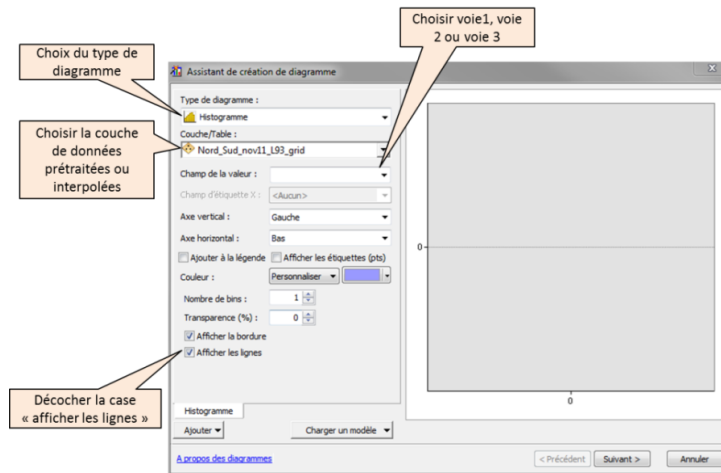 Choisir voie1, voie
2 ou voie 3
Choix du type de
diagramme
Assistant de création de diagramme
Type de diagramme :
Histogramme
Choisir la couche
de données
prétraitées ou
interpolées
Couche/Table :
Nord_Sud_nov11_L93_grid
Champ de la valeur :
Champ d'étiquette X : <Aucun>
Axe vertical : Gauche
Axe horizontal : Bas
Ajouter à la légende Afficher les étiquettes (pts)
Couleur : Personnaliser
Nombre de bins : 1
Transparence (%) : 0
Afficher la bordure
Afficher les lignes
Décocher la case
« afficher les lignes »
Histogramme
Ajouter Charger un modèle
0
0
A propos des diagrammes < Précédent Suivant > Annuler